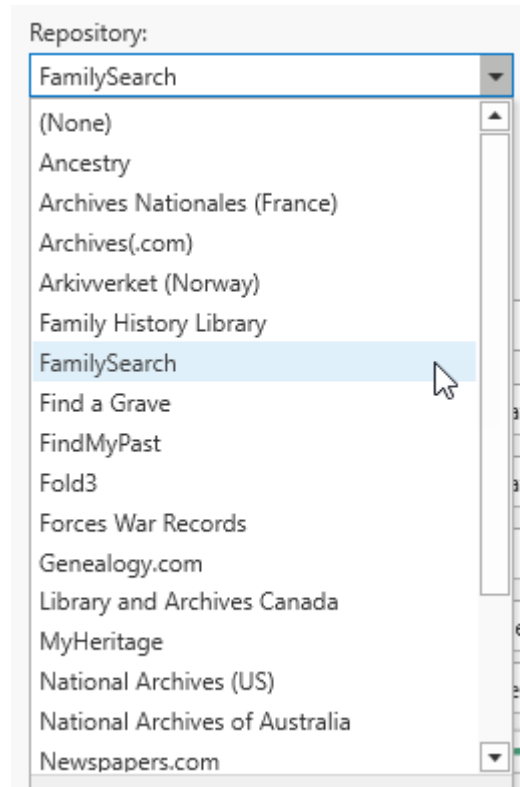 Repository:
FamilySearch
(None)
Ancestry
Archives Nationales (France)
Archives(.com)
Arkivverket (Norway)
Family History Library
FamilySearch
Find a Grave
FindMyPast
Fold3
Forces War Records
Genealogy.com
Library and Archives Canada
MyHeritage
National Archives (US)
National Archives of Australia
Newspapers.com